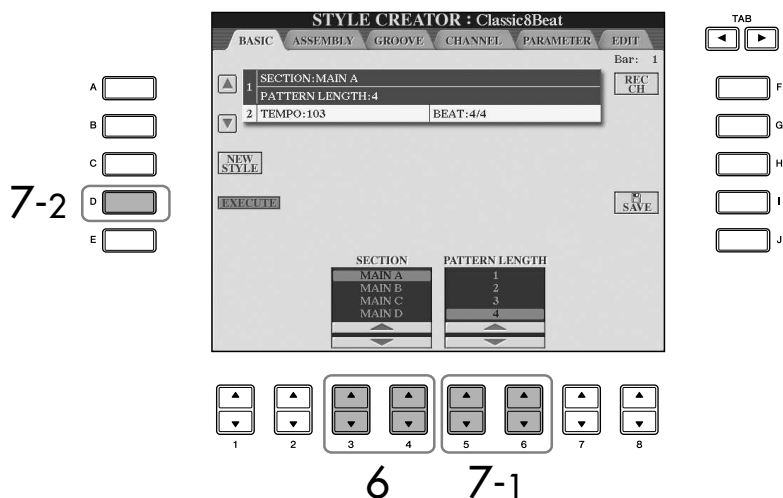 STYLE CREATOR : Classic8Beat
BASIC ASSEMBLY GROOVE CHANNEL PARAMETER EDIT
TAB
Bar: 1
1 SECTION:MAIN A
PATTERN LENGTH:4
2 TEMPO:103 BEAT:4/4
REC
CH
A
B
C
D
E
F
G
H
I
J
NEW
STYLE
7-2
EXECUTE
SAVE
SECTION PATTERN LENGTH
MAIN A 1
MAIN B 2
MAIN C 3
MAIN D 4
1 2 3 4 5 6 7 8
6 7-1